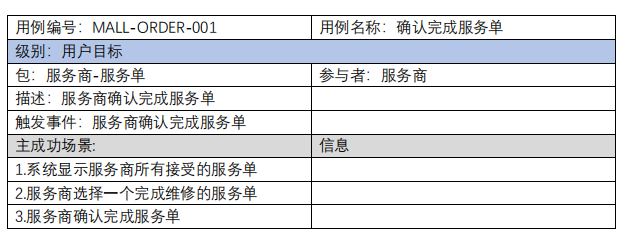 用例编号：MALL-ORDER-001 用例名称：确认完成服务单
级别：用户目标
包：服务商-服务单 参与者：服务商
描述：服务商确认完成服务单
触发事件：服务商确认完成服务单
主成功场景: 信息
1.系统显示服务商所有接受的服务单
2.服务商选择一个完成维修的服务单
3.服务商确认完成服务单